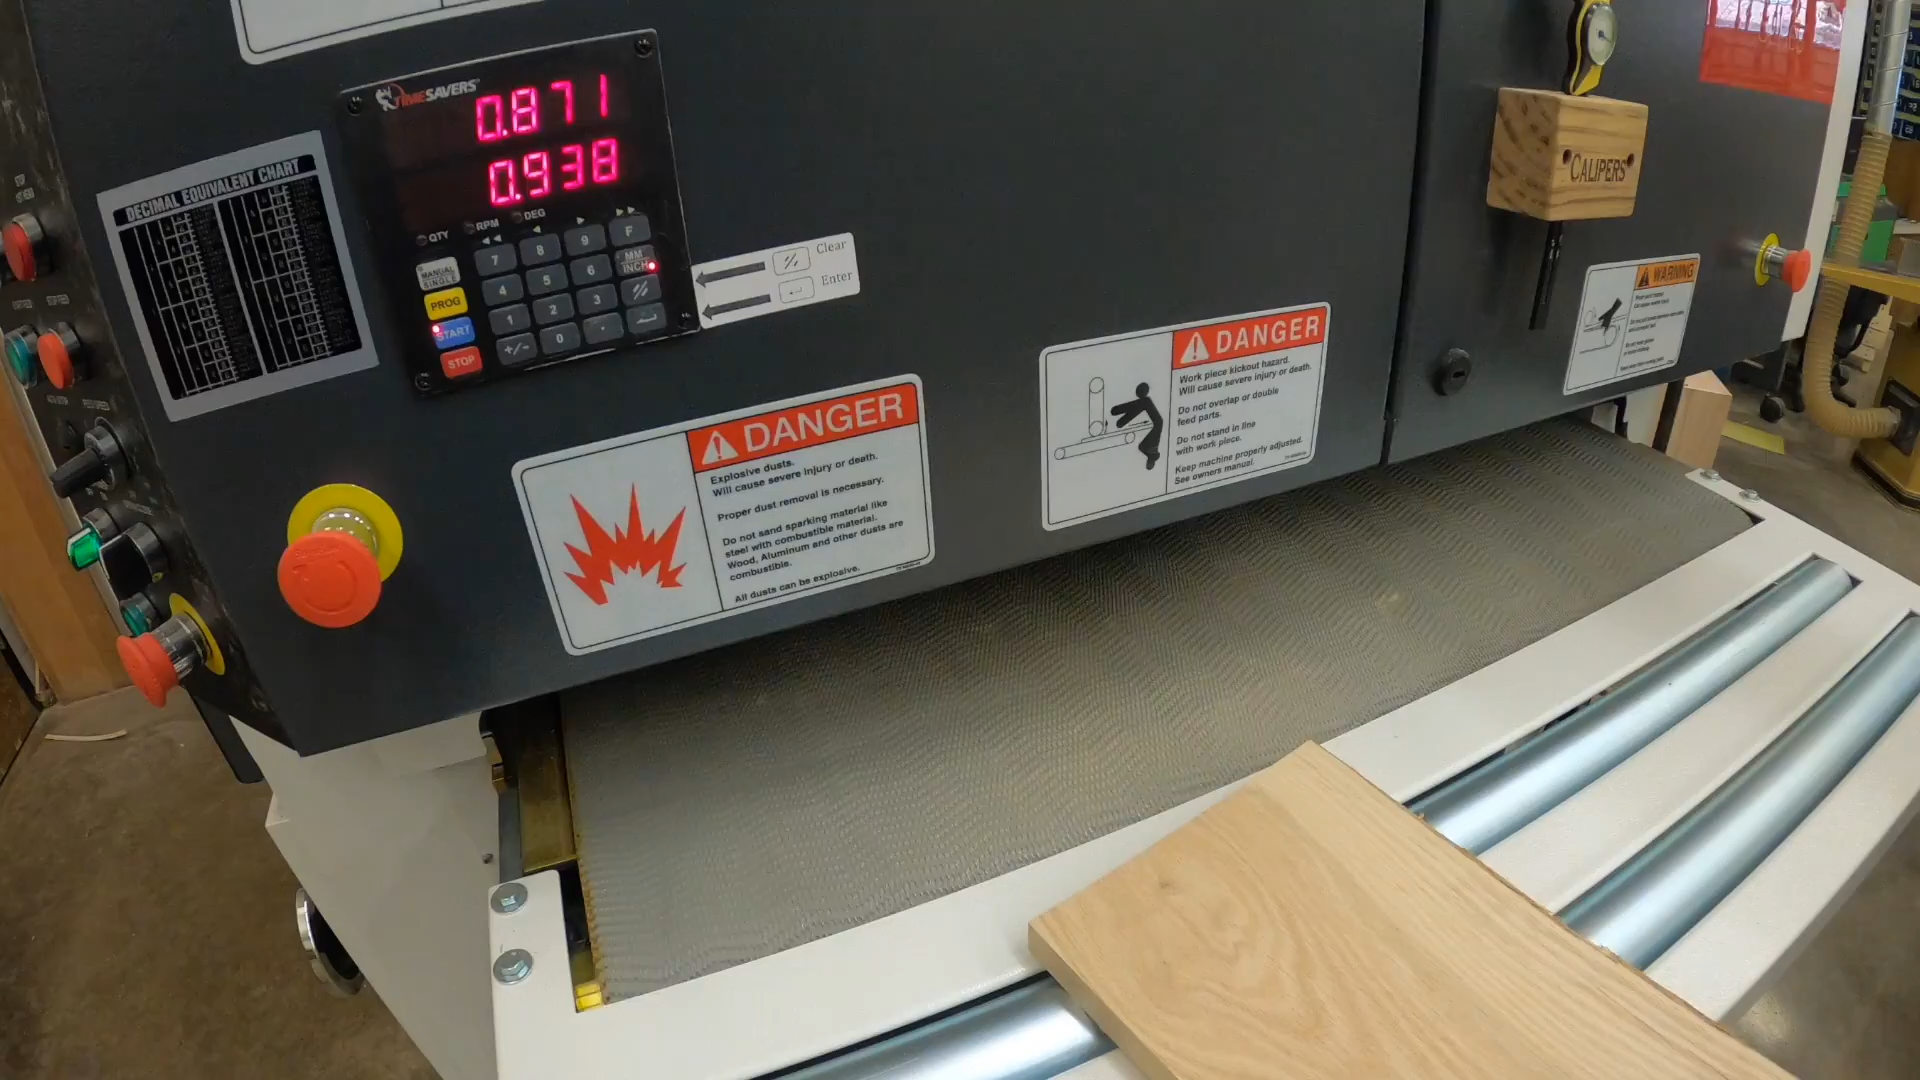 TIMESAVERS
0.871
0.938
QTY
RPM
DEG
7
8
9
F
MANUAL
SINGLE
4
5
6
MM
INCH
PROG
1
2
3
START
+/-
0
STOP
DECIMAL EQUIVALENT CHART
Clear
Enter
CALIPERS
WARNING
DANGER
Explosive dusts.
Will cause severe injury or death.
Proper dust removal is necessary.
Do not sand sparking material like
steel with combustible material.
Wood, Aluminum and other dusts are
combustible.
All dusts can be explosive.
DANGER
Work piece kickout hazard.
Will cause severe injury or death.
Do not overlap or double
feed parts.
Do not stand in line
with work piece.
Keep machine properly adjusted.
See owners manual.